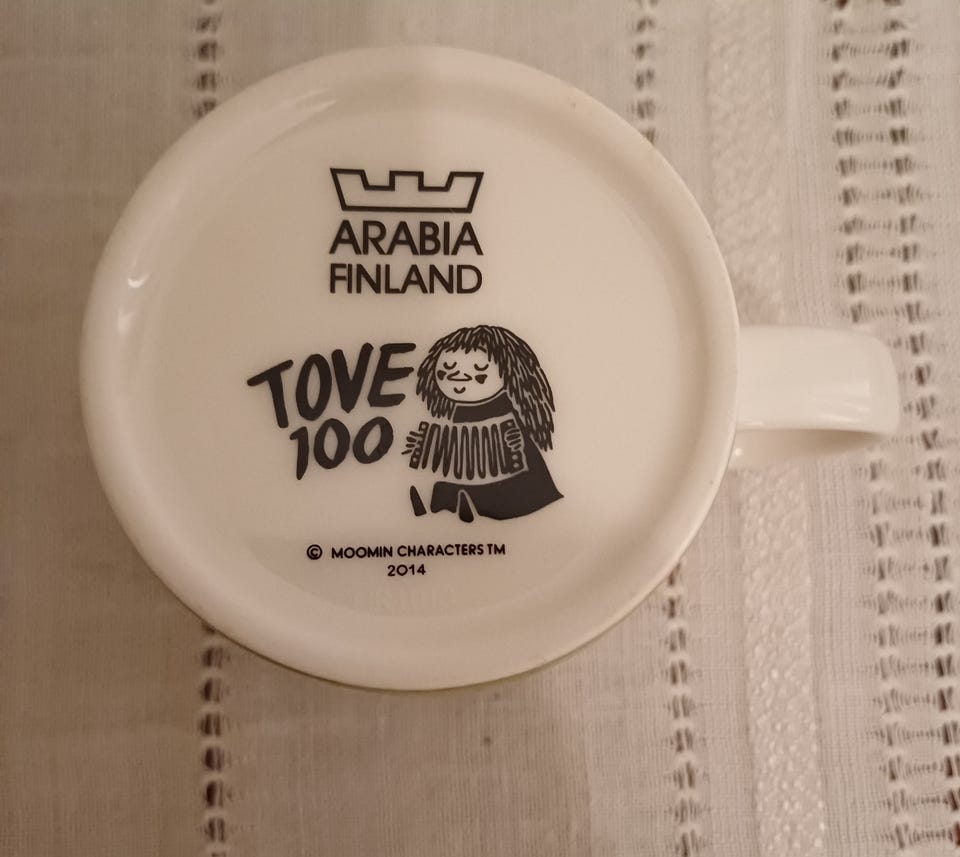 ARABIA
FINLAND
TOVE
100
© MOOMIN CHARACTERS TM
2014